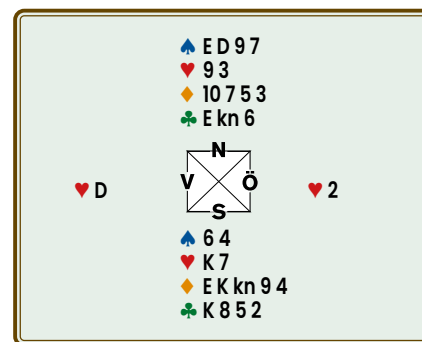 ♠ E D 9 7
♥ 9 3
♦ 10 7 5 3
♣ E kn 6
N
♥ D V Ö ♥ 2
S
♠ 6 4
♥ K 7
♦ E K kn 9 4
♣ K 8 5 2